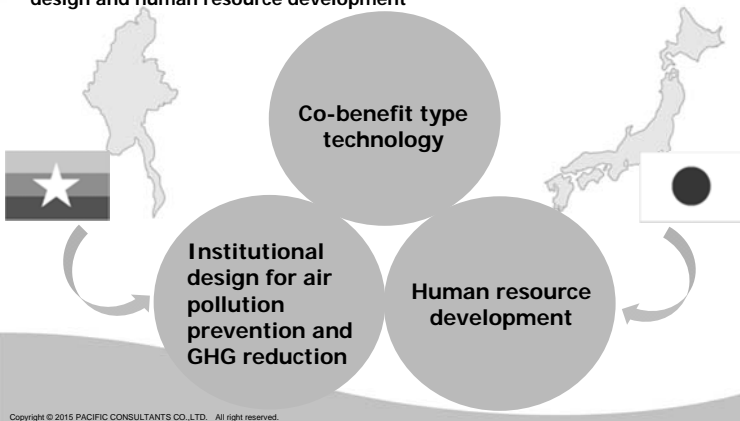 design and human resource development
Co-benefit type
technology
Institutional
design for air
pollution
prevention and
GHG reduction
Human resource
development
Copyright © 2015 PACIFIC CONSULTANTS CO.,LTD. All right reserved.